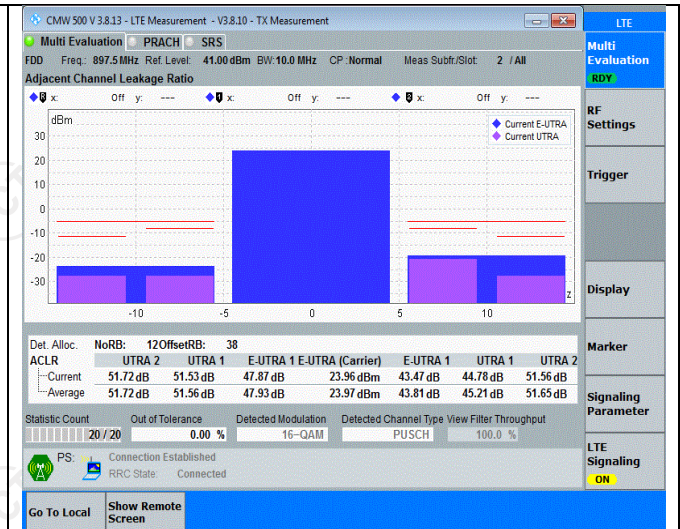 CMW 500 V 3.8.13 - LTE Measurement - V3.8.10 - TX Measurement
LTE
Multi Evaluation PRACH SRS
Multi
Evaluation
RDY
FDD Freq.: 897.5 MHz Ref. Level: 41.00 dBm BW: 10.0 MHz CP : Normal Meas Subfr./Slot: 2 / All
Adjacent Channel Leakage Ratio
x: Off y: --- x: Off y: --- x: Off y: ---
dBm
Current E-UTRA
Current UTRA
30
20
10
0
-10
-20
-30
z
-10 -5 0 5 10
RF
Settings
Trigger
Display
Marker
Signaling
Parameter
LTE
Signaling
ON
Det. Alloc. NoRB: 12OffsetRB: 38
ACLR UTRA 2 UTRA 1 E-UTRA 1 E-UTRA (Carrier) E-UTRA 1 UTRA 1 UTRA 2
Current 51.72 dB 51.53 dB 47.87 dB 23.96 dBm 43.47 dB 44.78 dB 51.56 dB
Average 51.72 dB 51.56 dB 47.93 dB 23.97 dBm 43.81 dB 45.21 dB 51.65 dB
Statistic Count Out of Tolerance Detected Modulation Detected Channel Type View Filter Throughput
20 / 20 0.00 % 16-QAM PUSCH 100.0 %
PS: Connection Established
RRC State: Connected
Go To Local
Show Remote
Screen